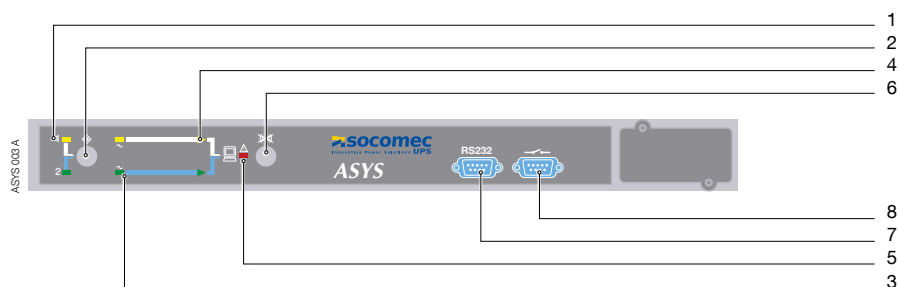 1
2
4
6
ASYS 003 A
1
2
~
~
socomec
Innovative Power Solutions UPS
ASYS
RS232
8
7
5
3